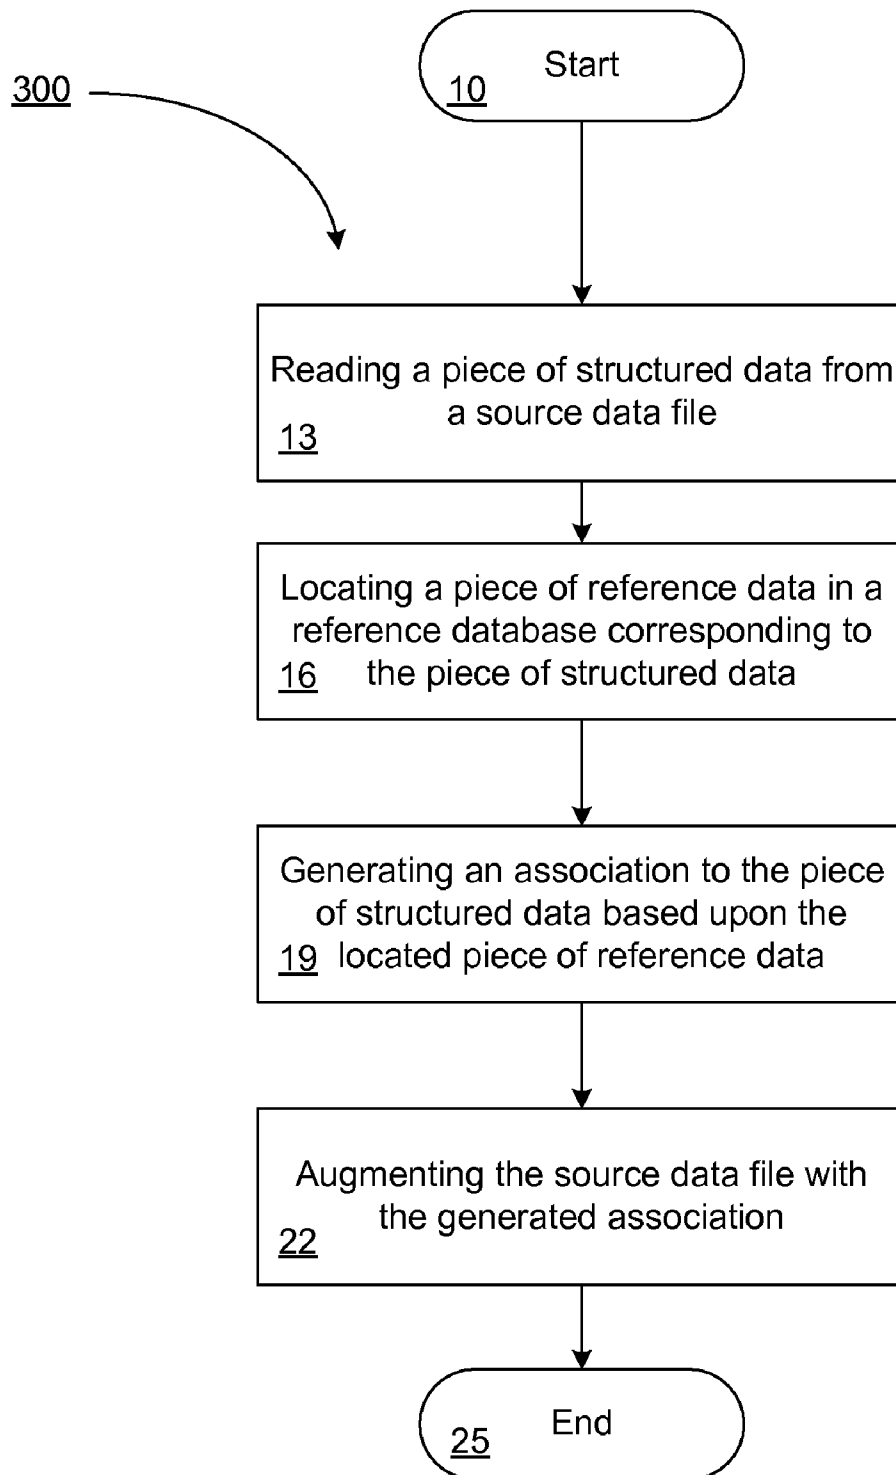 Start
10
300
Reading a piece of structured data from
a source data file
13
Locating a piece of reference data in a
reference database corresponding to
16 the piece of structured data
Generating an association to the piece
of structured data based upon the
19 located piece of reference data
Augmenting the source data file with
the generated association
22
End
25